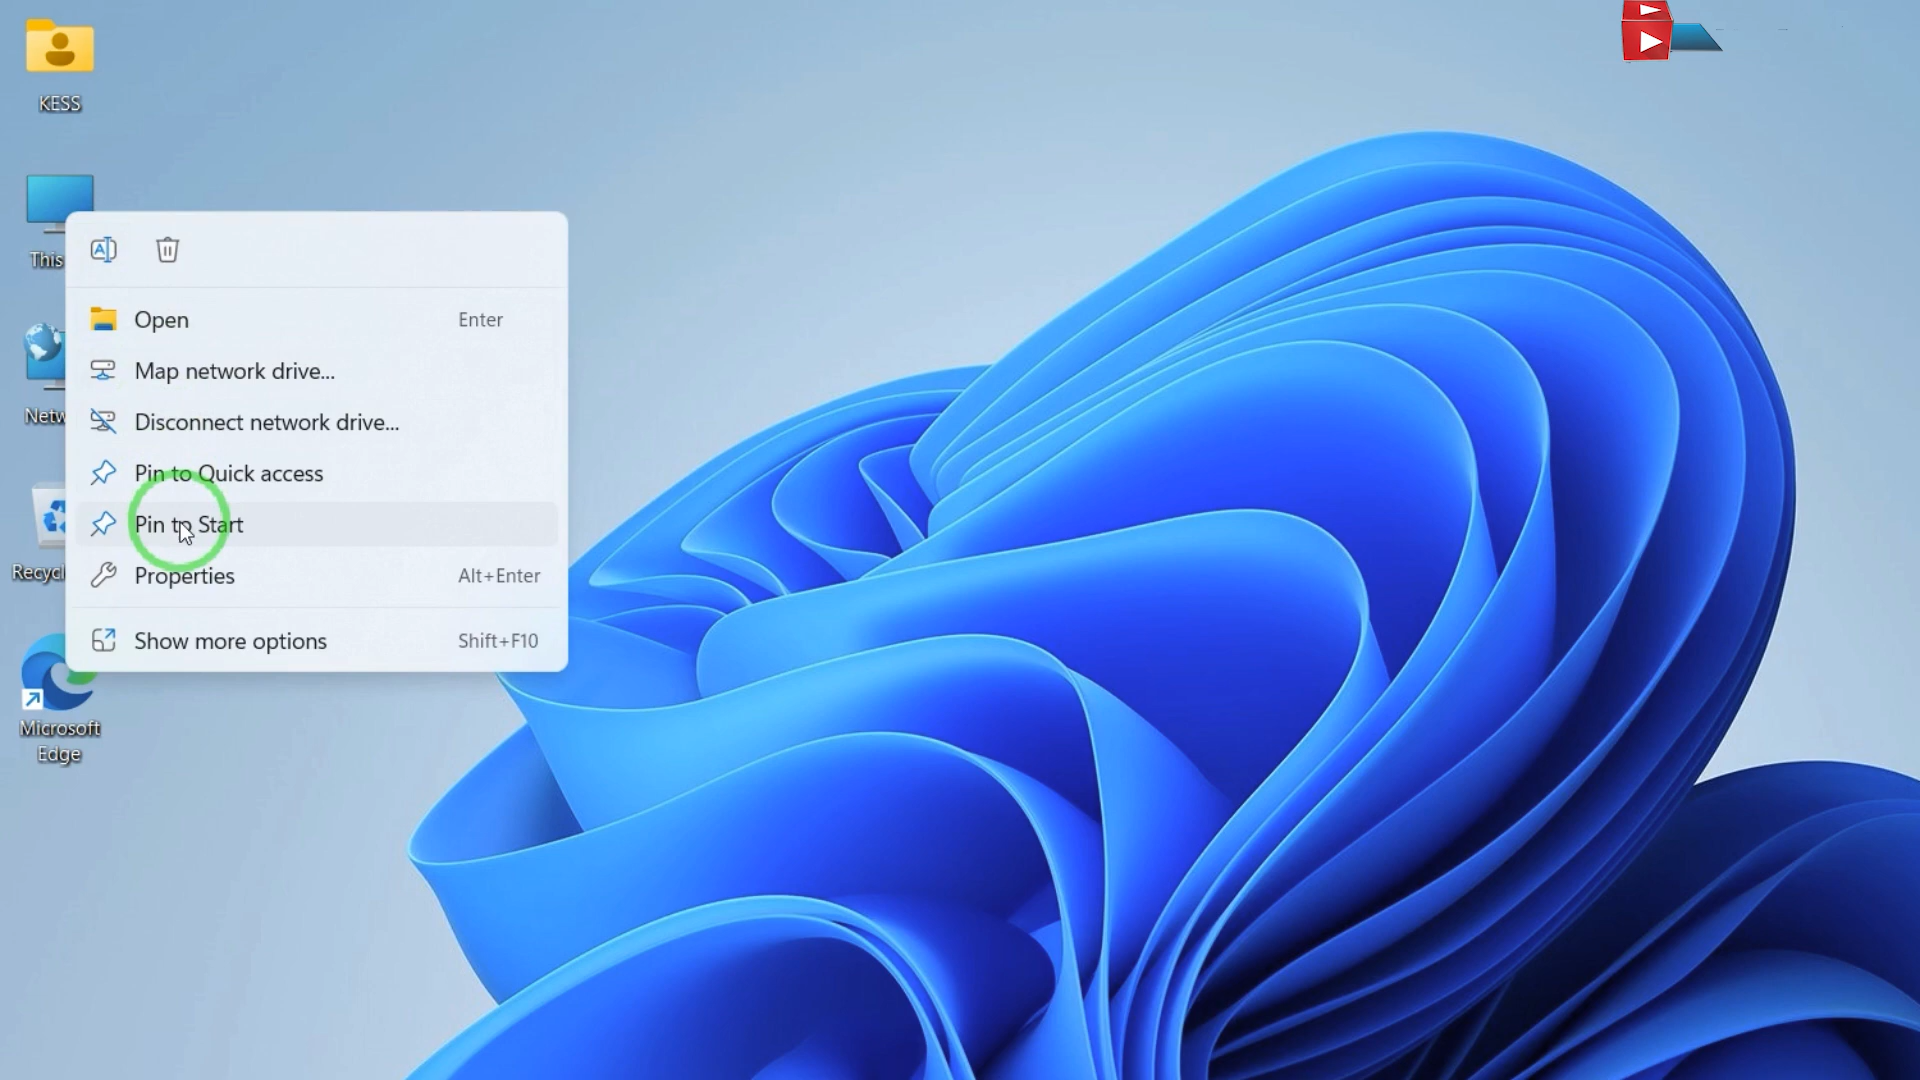 KESS
This
Open Enter
Map network drive...
Disconnect network drive...
Netw
Pin to Quick access
Pin to Start
Recycl
Properties Alt+Enter
Show more options Shift+F10
Microsoft
Edge